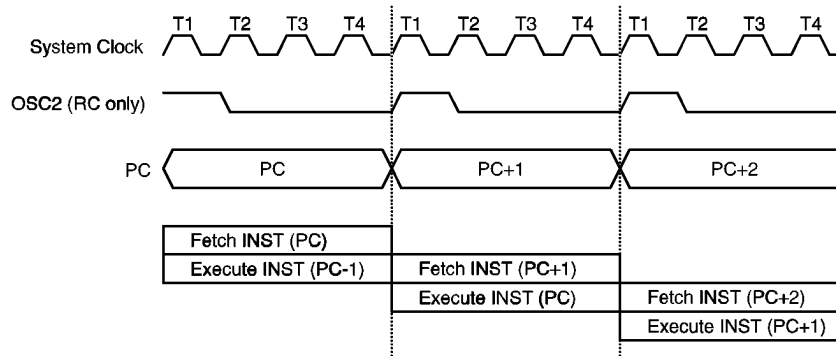 T1 T2 T3 T4 T1 T2 T3 T4 T1 T2 T3 T4
System Clock
OSC2 (RC only)
PC PC PC+1 PC+2
Fetch INST (PC)
Execute INST (PC-1) Fetch INST (PC+1)
Execute INST (PC) Fetch INST (PC+2)
Execute INST (PC+1)